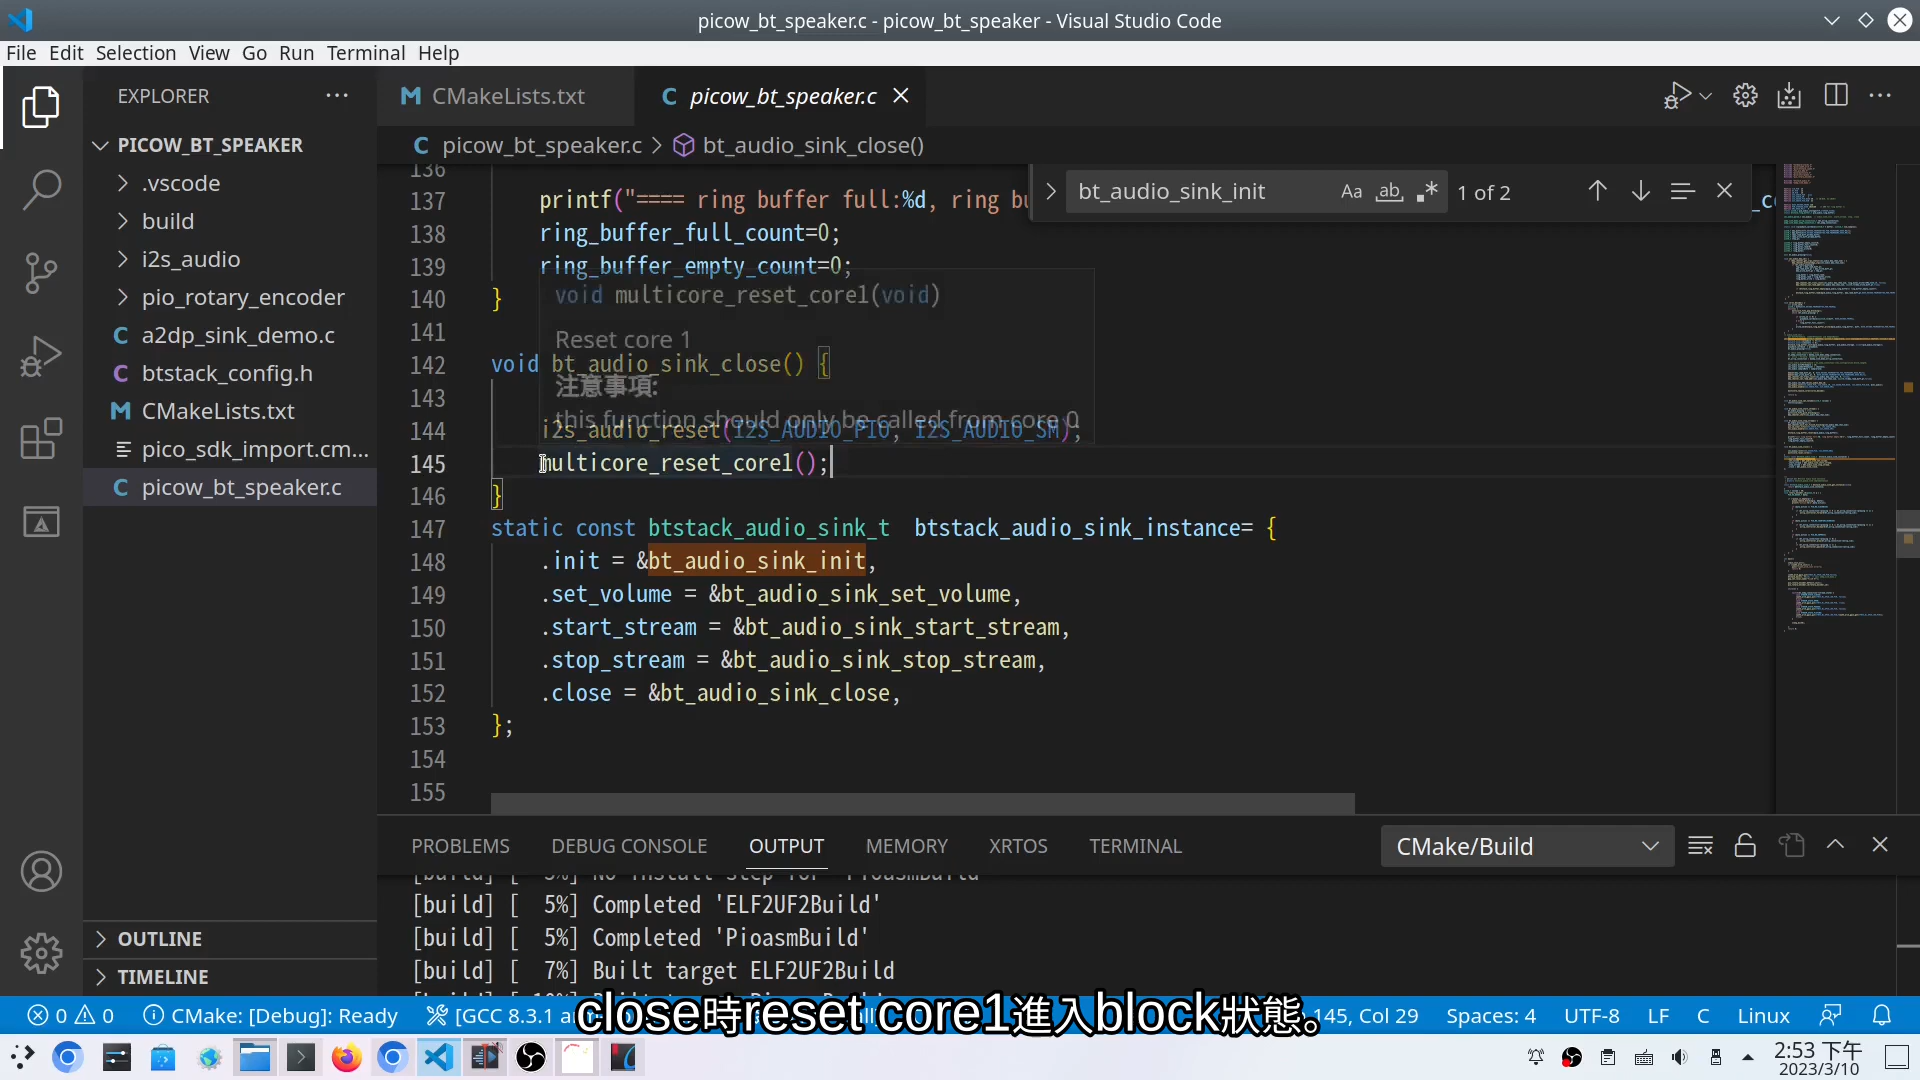 picow_bt_speaker.c - picow_bt_speaker - Visual Studio Code
File Edit Selection View Go Run Terminal Help
EXPLORER
CMakeLists.txt
picow_bt_speaker.c
PICOW_BT_SPEAKER
picow_bt_speaker.c > bt_audio_sink_close()
.vscode
build
i2s_audio
pio_rotary_encoder
a2dp_sink_demo.c
btstack_config.h
CMakeLists.txt
pico_sdk_import.cm...
picow_bt_speaker.c
OUTLINE
TIMELINE
bt_audio_sink_init Aa ab 1 of 2
136
137 printf("==== ring buffer full:%d, ring bu
138 ring_buffer_full_count=0;
139 ring_buffer_empty_count=0;
140 }
141
void multicore_reset_core1(void)
Reset core 1
注意事項:
this function should only be called from core 0
142 void bt_audio_sink_close() {
143
144 i2s_audio_reset(I2S_AUDIO_PIO, I2S_AUDIO_SM);
145 multicore_reset_core1();
146 }
147 static const btstack_audio_sink_t btstack_audio_sink_instance= {
148 .init = &bt_audio_sink_init,
149 .set_volume = &bt_audio_sink_set_volume,
150 .start_stream = &bt_audio_sink_start_stream,
151 .stop_stream = &bt_audio_sink_stop_stream,
152 .close = &bt_audio_sink_close,
153 };
154
155
PROBLEMS DEBUG CONSOLE OUTPUT MEMORY XRTOS TERMINAL CMake/Build
[build] [ 5%] Completed 'ELF2UF2Build'
[build] [ 5%] Completed 'PioasmBuild'
[build] [ 7%] Built target ELF2UF2Build
close時reset core1進入block狀態。
0 0 CMake: [Debug]: Ready [GCC 8.3.1 145, Col 29 Spaces: 4 UTF-8 LF C Linux
2:53 下午
2023/3/10